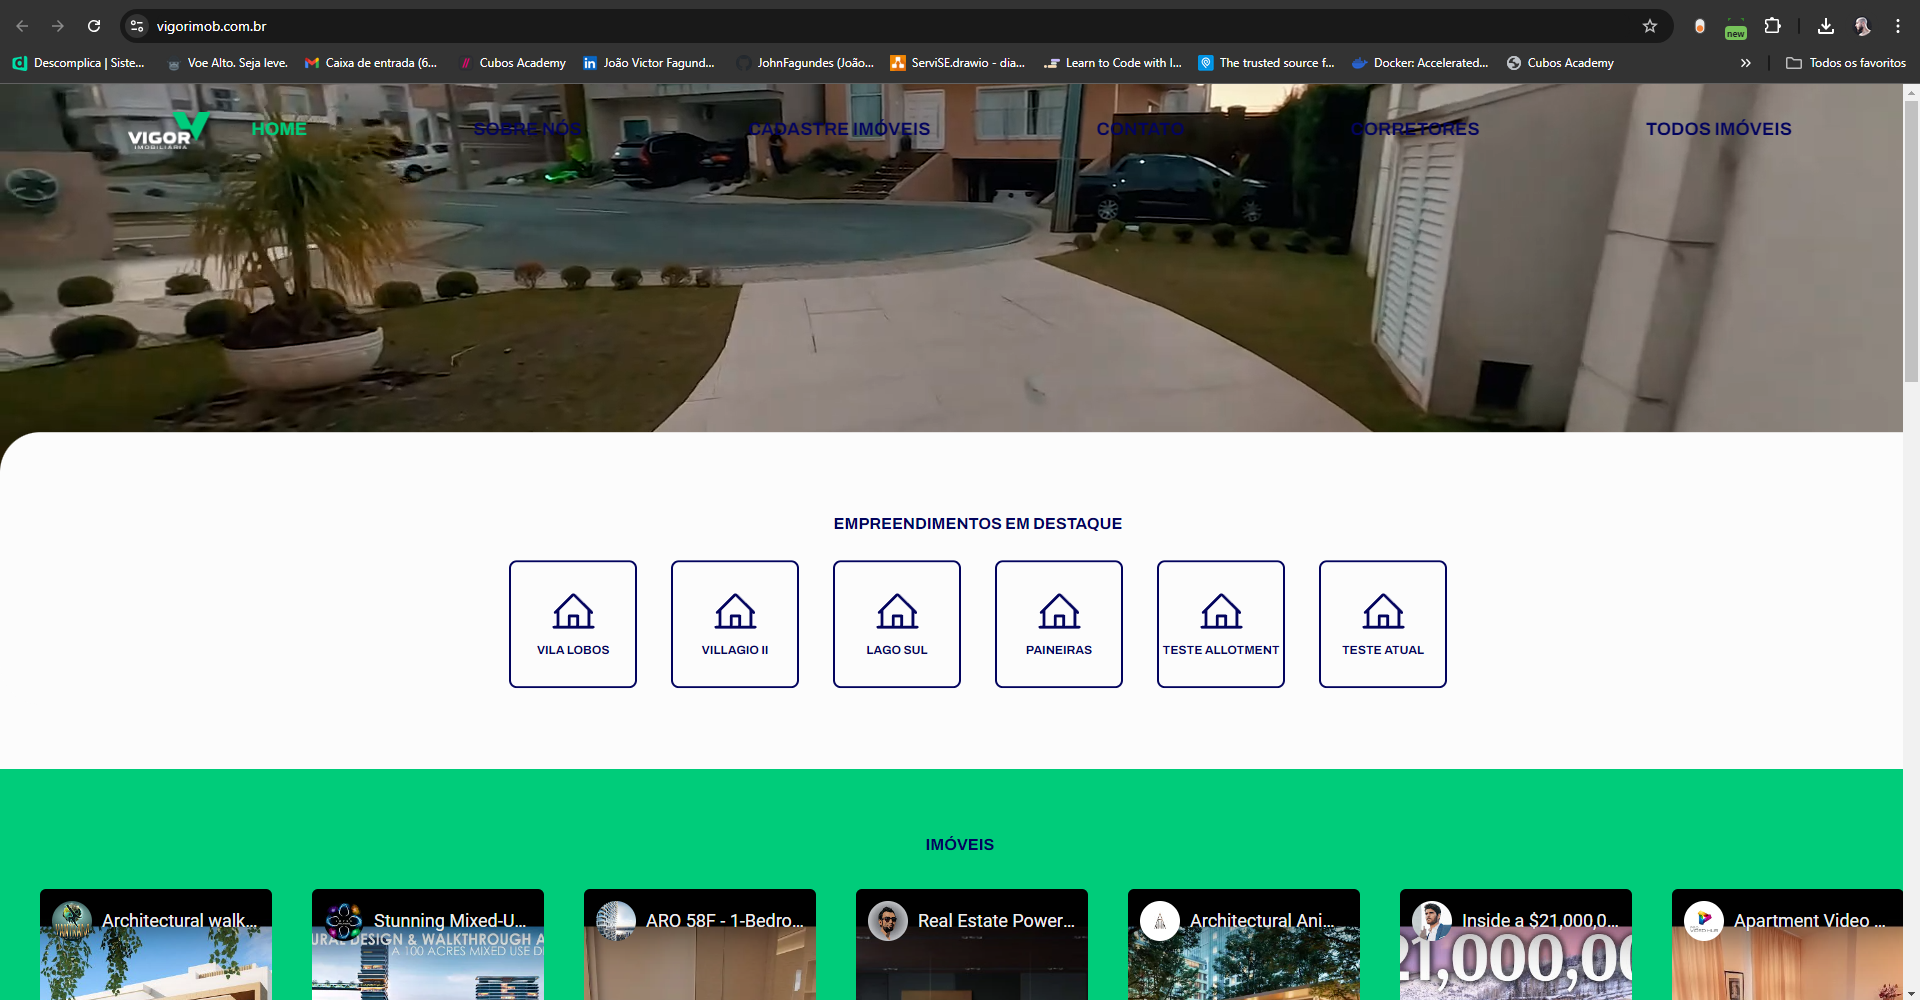 vigorimob.com.br
new
Descomplica | Siste... Voe Alto. Seja leve. Caixa de entrada (6... Cubos Academy João Victor Fagund... JohnFagundes (João... ServiSE.drawio - dia... Learn to Code with I... The trusted source f... Docker: Accelerated... Cubos Academy Todos os favoritos
VIGOR
IMOBILIÁRIA
HOME SOBRE NÓS CADASTRE IMÓVEIS CONTATO CORRETORES TODOS IMÓVEIS
EMPREENDIMENTOS EM DESTAQUE
VILA LOBOS VILLAGIO II LAGO SUL PAINEIRAS TESTE ALLOTMENT TESTE ATUAL
IMÓVEIS
Architectural walk... Stunning Mixed-U... ARO 58F - 1-Bedro... Real Estate Power... Architectural Ani... Inside a $21,000,0... Apartment Video ...
URAL DESIGN & WALKTHROUGH A
A 100 ACRES MIXED USE DE
21,000,00